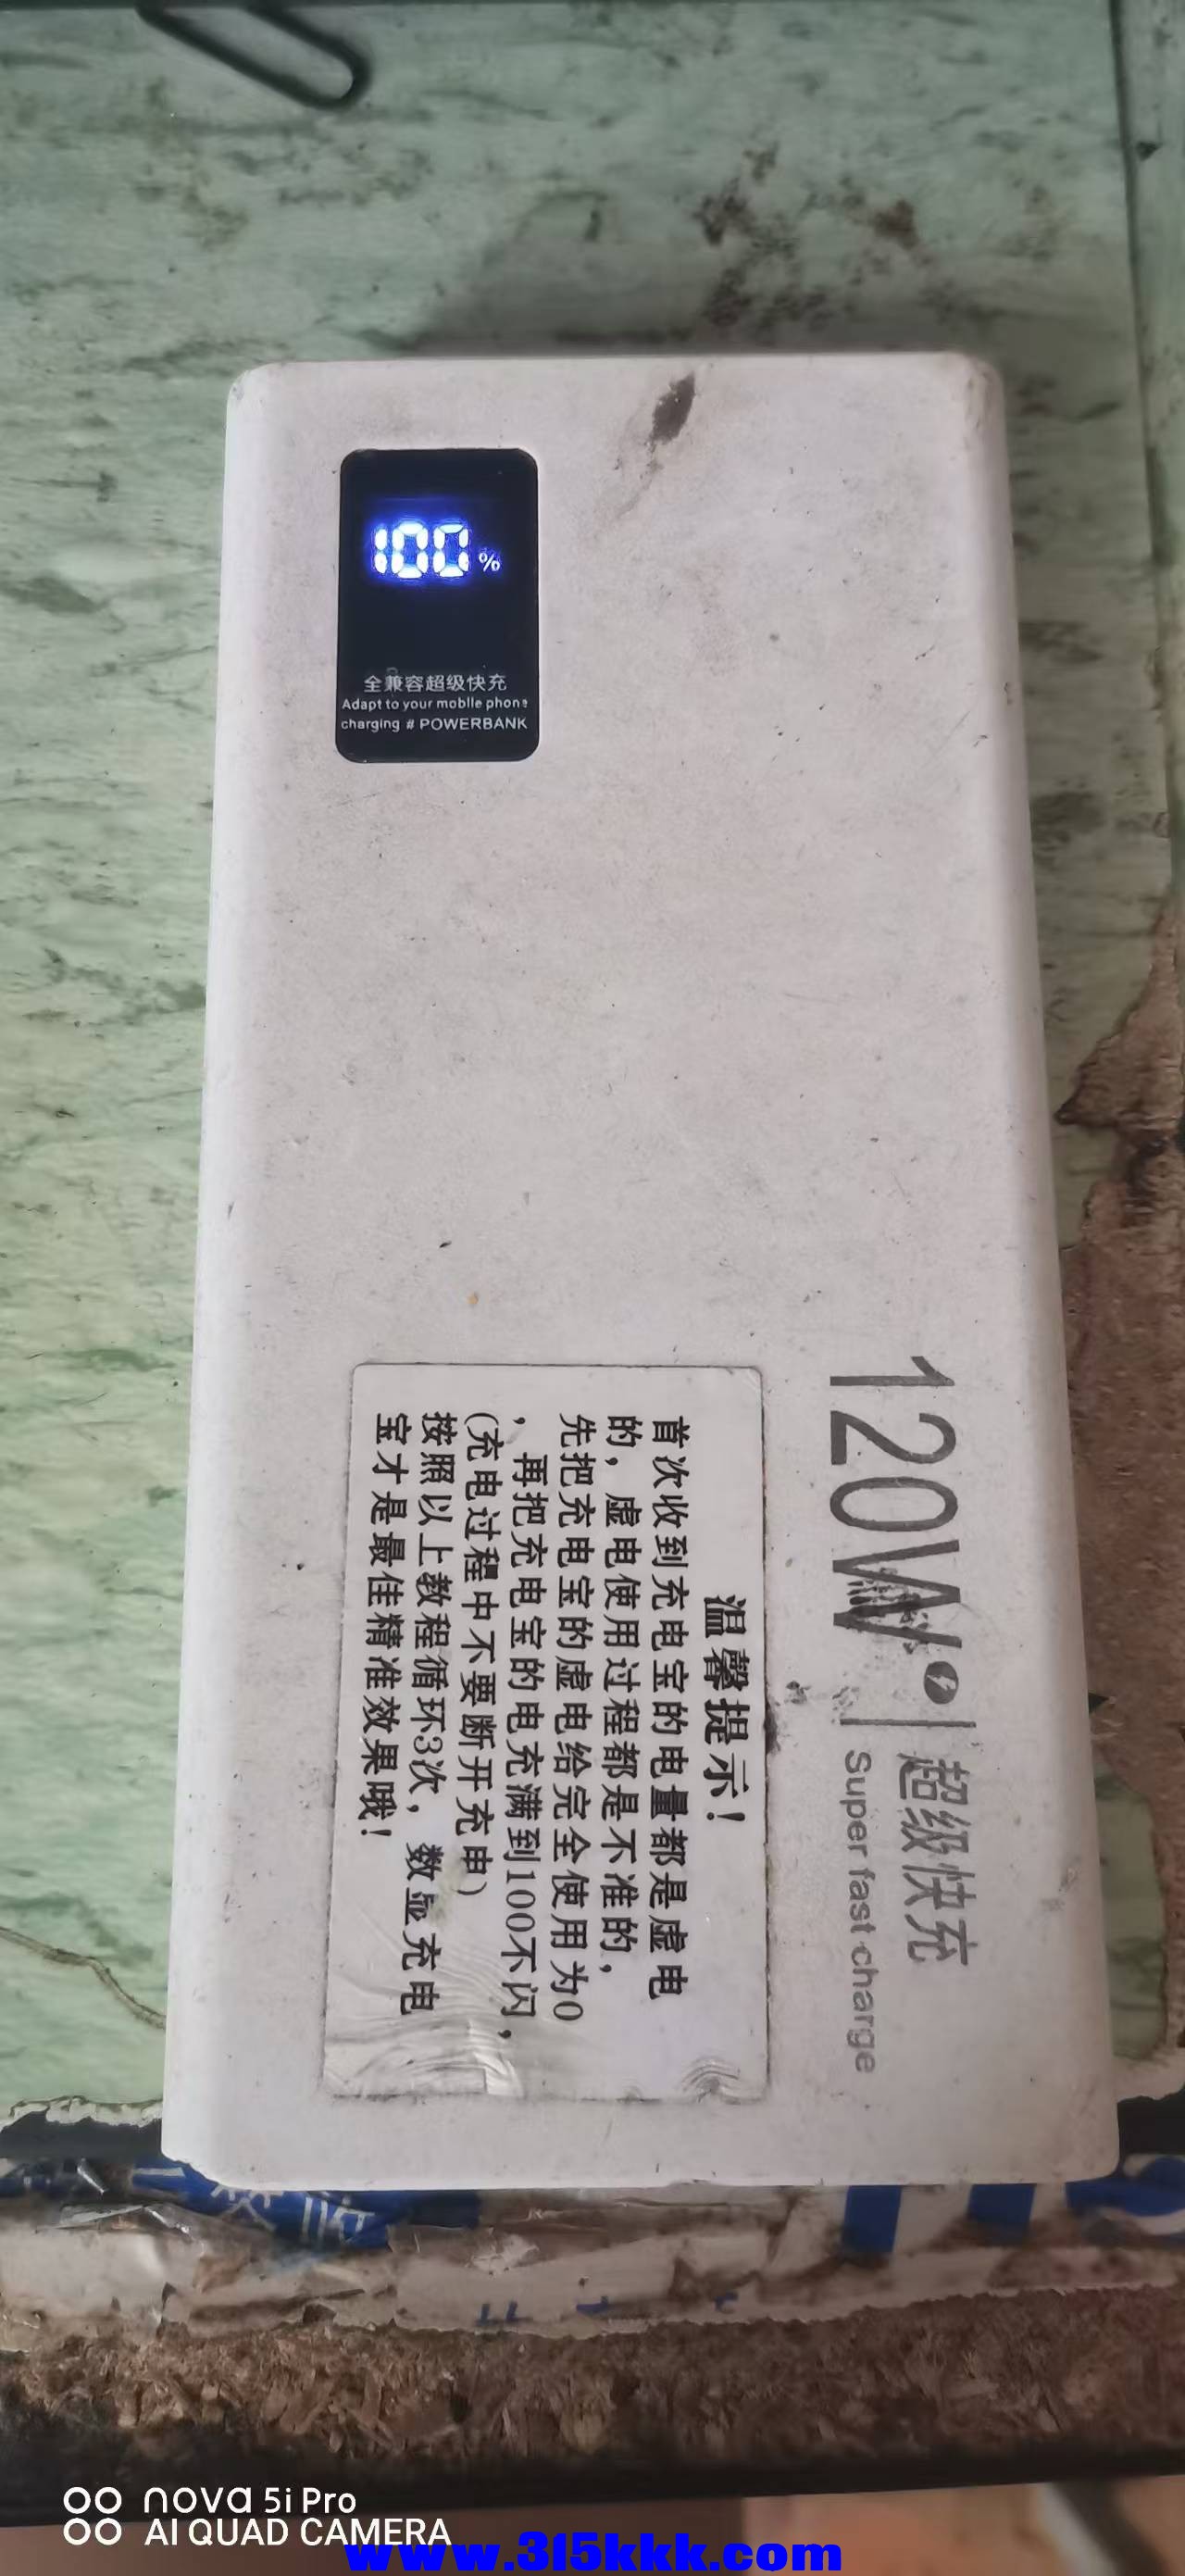 100%
全兼容超级快充
Adapt to your mobile phone
charging # POWERBANK
120W
超级快充
Super fast charge
温馨提示！
首次收到充电宝的电量都是虚电
的，虚电使用过程都是不准的，
先把充电宝的虚电给完全使用为0
，再把充电宝的电充满到100不闪，
(充电过程中不要断开充电)
按照以上教程循环3次，数显充电
宝才是最佳精准效果哦！
nova 5i Pro
AI QUAD CAMERA
www.315kkk.com